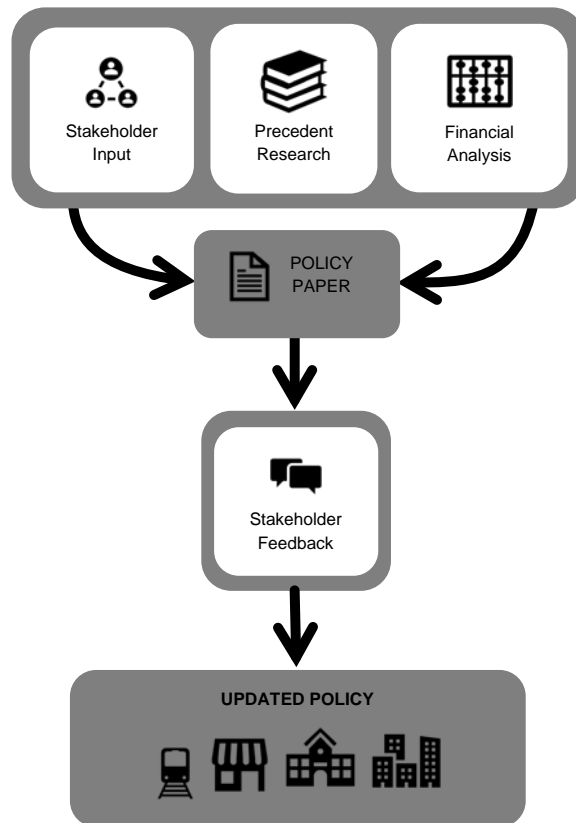 Stakeholder
Input
Precedent
Research
Financial
Analysis
POLICY
PAPER
Stakeholder
Feedback
UPDATED POLICY